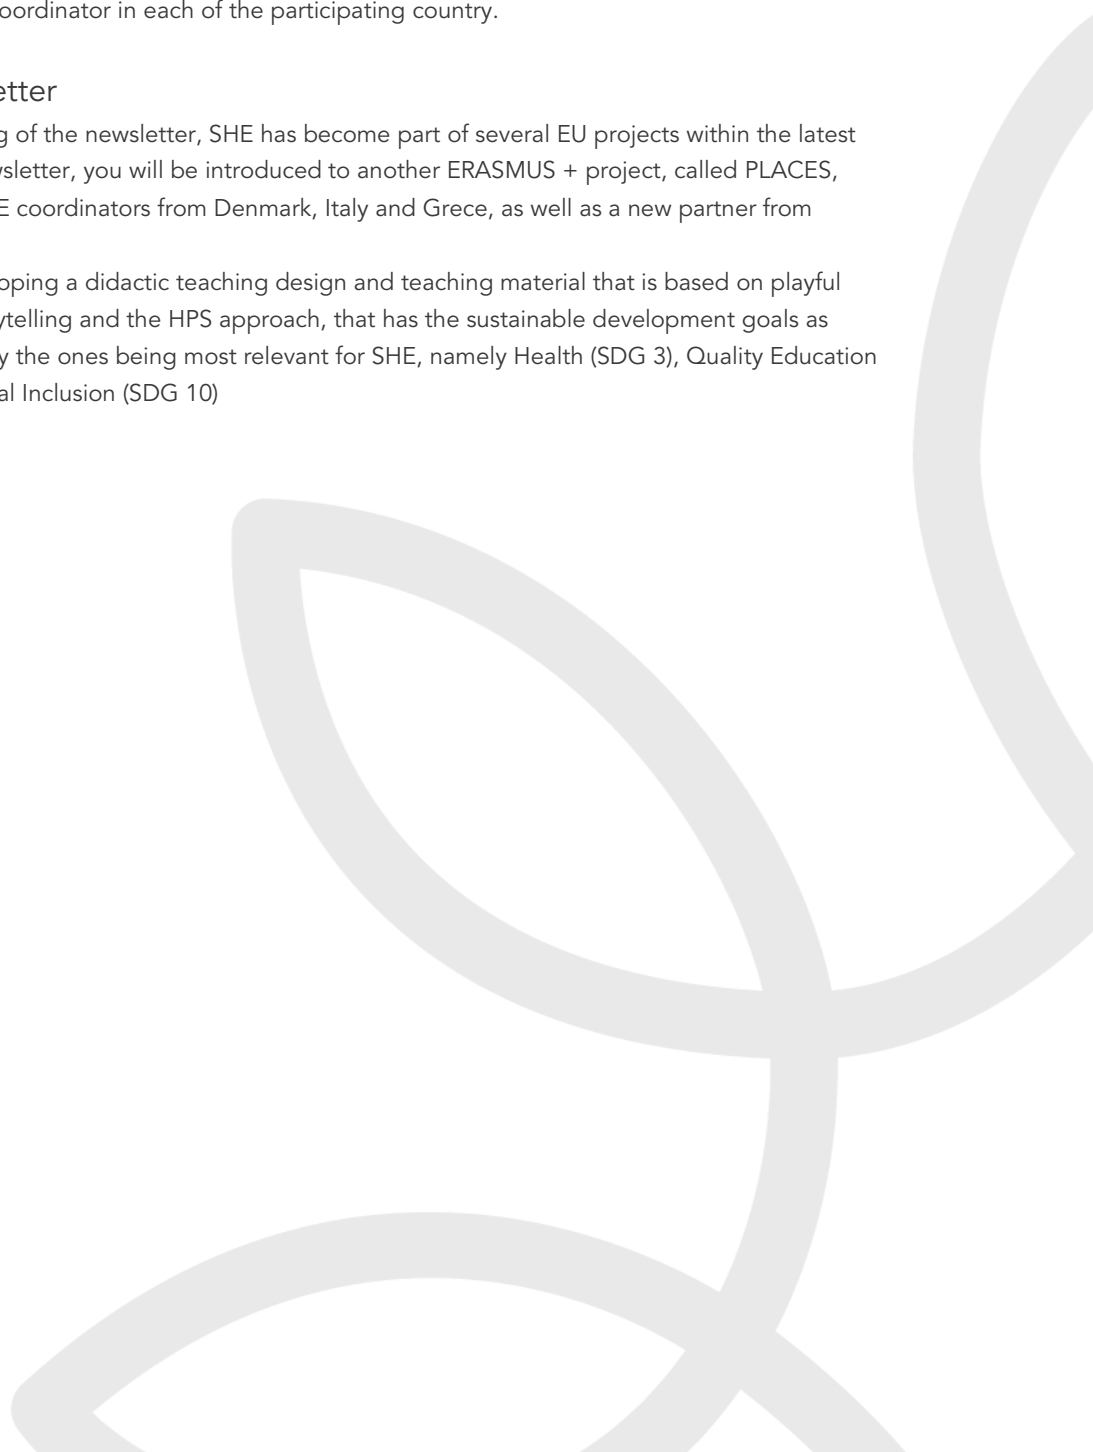 oordinator in each of the participating country.
etter
g of the newsletter, SHE has become part of several EU projects within the latest
sletter, you will be introduced to another ERASMUS + project, called PLACES,
E coordinators from Denmark, Italy and Grece, as well as a new partner from
oping a didactic teaching design and teaching material that is based on playful
ytelling and the HPS approach, that has the sustainable development goals as
y the ones being most relevant for SHE, namely Health (SDG 3), Quality Education
al Inclusion (SDG 10)